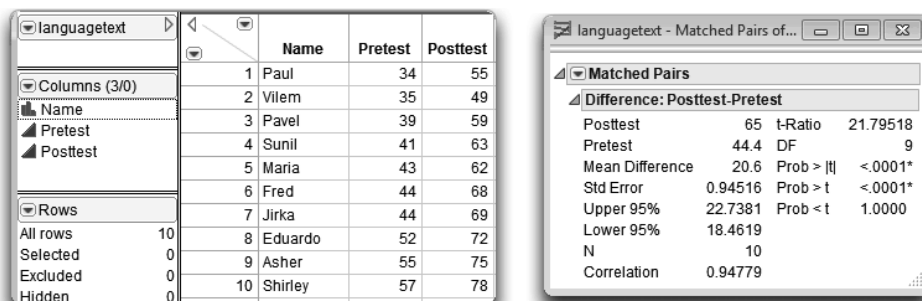 languagetext
Columns (3/0)
Name
Pretest
Posttest
Rows
All rows 10
Selected 0
Excluded 0
Hidden 0
Name Pretest Posttest
1 Paul 34 55
2 Vilem 35 49
3 Pavel 39 59
4 Sunil 41 63
5 Maria 43 62
6 Fred 44 68
7 Jirka 44 69
8 Eduardo 52 72
9 Asher 55 75
10 Shirley 57 78
languagetext - Matched Pairs of...
Matched Pairs
Difference: Posttest-Pretest
Posttest 65 t-Ratio 21.79518
Pretest 44.4 DF 9
Mean Difference 20.6 Prob > |t| <.0001*
Std Error 0.94516 Prob > t <.0001*
Upper 95% 22.7381 Prob < t 1.0000
Lower 95% 18.4619
N 10
Correlation 0.94779